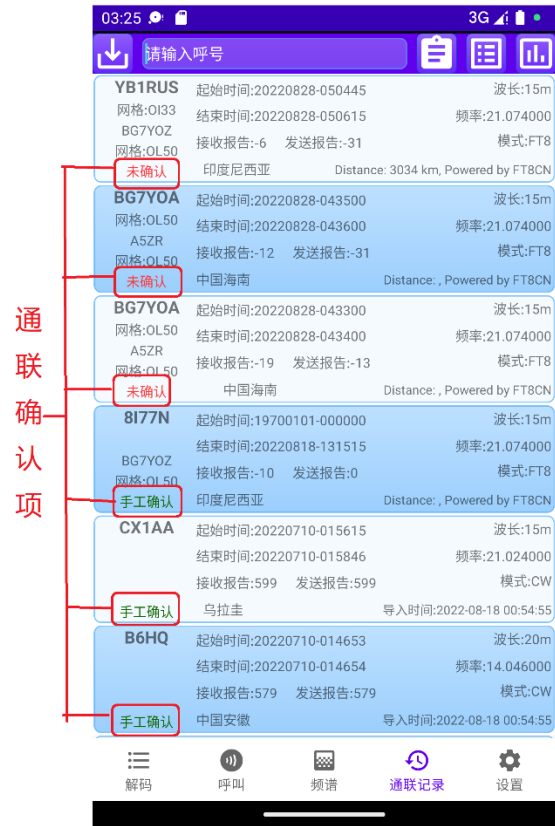 03:25
3G
请输入呼号
YB1RUS
起始时间:20220828-050445
波长:15m
网格:OI33
结束时间:20220828-050615
频率:21.074000
BG7YOZ
接收报告:-6 发送报告:-31
模式:FT8
网格:OL50
未确认
印度尼西亚
Distance: 3034 km, Powered by FT8CN
BG7YOA
起始时间:20220828-043500
波长:15m
网格:OL50
结束时间:20220828-043600
频率:21.074000
A5ZR
接收报告:-12 发送报告:-31
模式:FT8
网格:OL50
未确认
中国海南
Distance: , Powered by FT8CN
BG7YOA
起始时间:20220828-043300
波长:15m
网格:OL50
结束时间:20220828-043400
频率:21.074000
A5ZR
接收报告:-19 发送报告:-13
模式:FT8
网格:OL50
未确认
中国海南
Distance: , Powered by FT8CN
8I77N
起始时间:19700101-000000
波长:15m
结束时间:20220818-131515
频率:21.074000
BG7YOZ
接收报告:-10 发送报告:0
模式:FT8
网格:OL50
手工确认
印度尼西亚
Distance: , Powered by FT8CN
CX1AA
起始时间:20220710-015615
波长:15m
结束时间:20220710-015846
频率:21.024000
接收报告:599 发送报告:599
模式:CW
手工确认
乌拉圭
导入时间:2022-08-18 00:54:55
B6HQ
起始时间:20220710-014653
波长:20m
结束时间:20220710-014654
频率:14.046000
接收报告:579 发送报告:579
模式:CW
手工确认
中国安徽
导入时间:2022-08-18 00:54:55
解码
呼叫
频谱
通联记录
设置
通联确认项